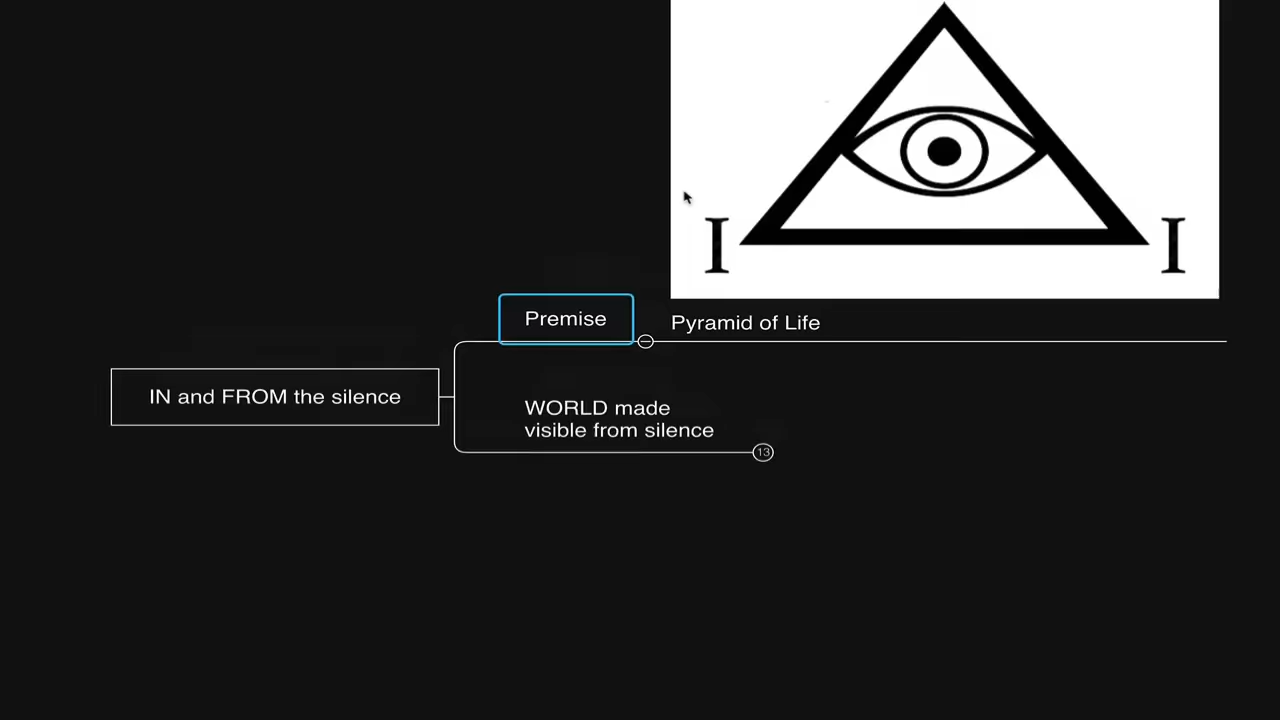 I I
Premise
Pyramid of Life
IN and FROM the silence
WORLD made
visible from silence
13